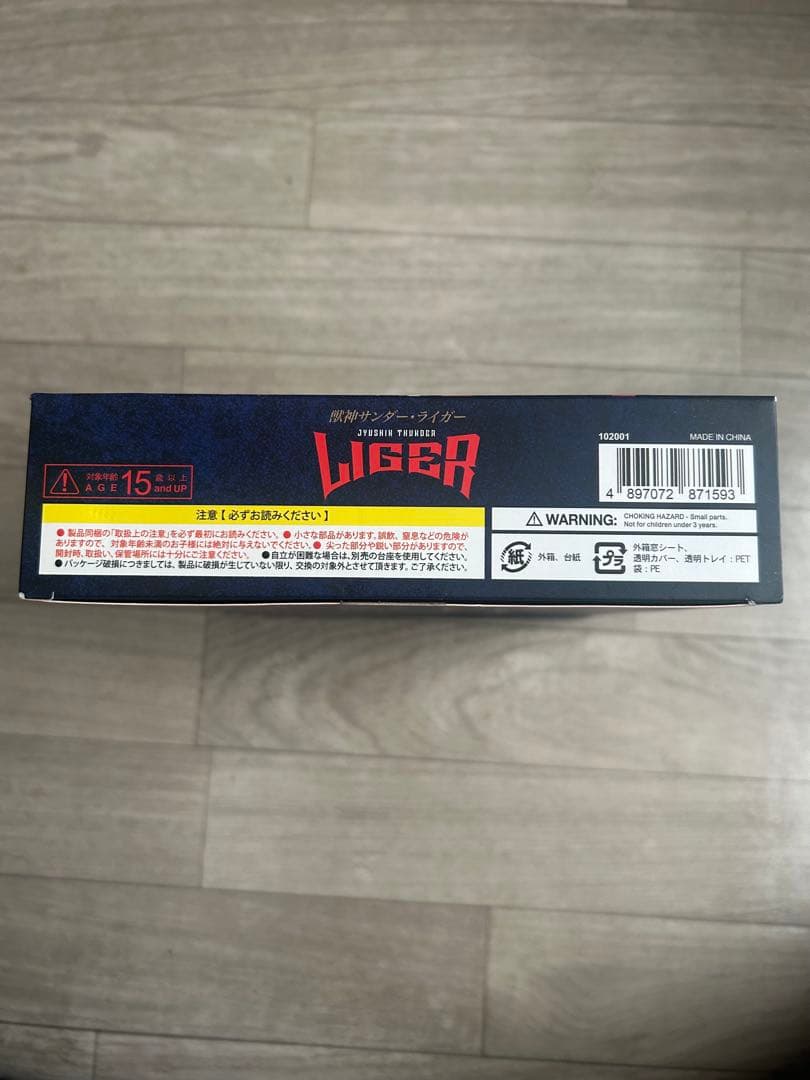 獣神サンダー・ライガー
JYUSHIN THUNDER
LIGER
102001
MADE IN CHINA
4 897072 871593
対象年齢 15 歳以上
AGE and UP
注意【必ずお読みください】
●製品同梱の「取扱上の注意」を必ず最初にお読みください。●小さな部品があります。誤飲、窒息などの危険が
ありますので、対象年齢未満のお子様には絶対に与えないでください。●尖った部分や鋭い部分がありますので、
開封時、取扱い、保管場所には十分にご注意ください。 ●自立が困難な場合は、別売の台座を使用してください。
●パッケージ破損につきましては、製品に破損が生じていない限り、交換の対象外とさせて頂きます。ご了承ください。
WARNING:
CHOKING HAZARD - Small parts.
Not for children under 3 years.
紙
外箱、台紙
プラ
外箱窓シート、
透明カバー、透明トレイ:PET
袋:PE